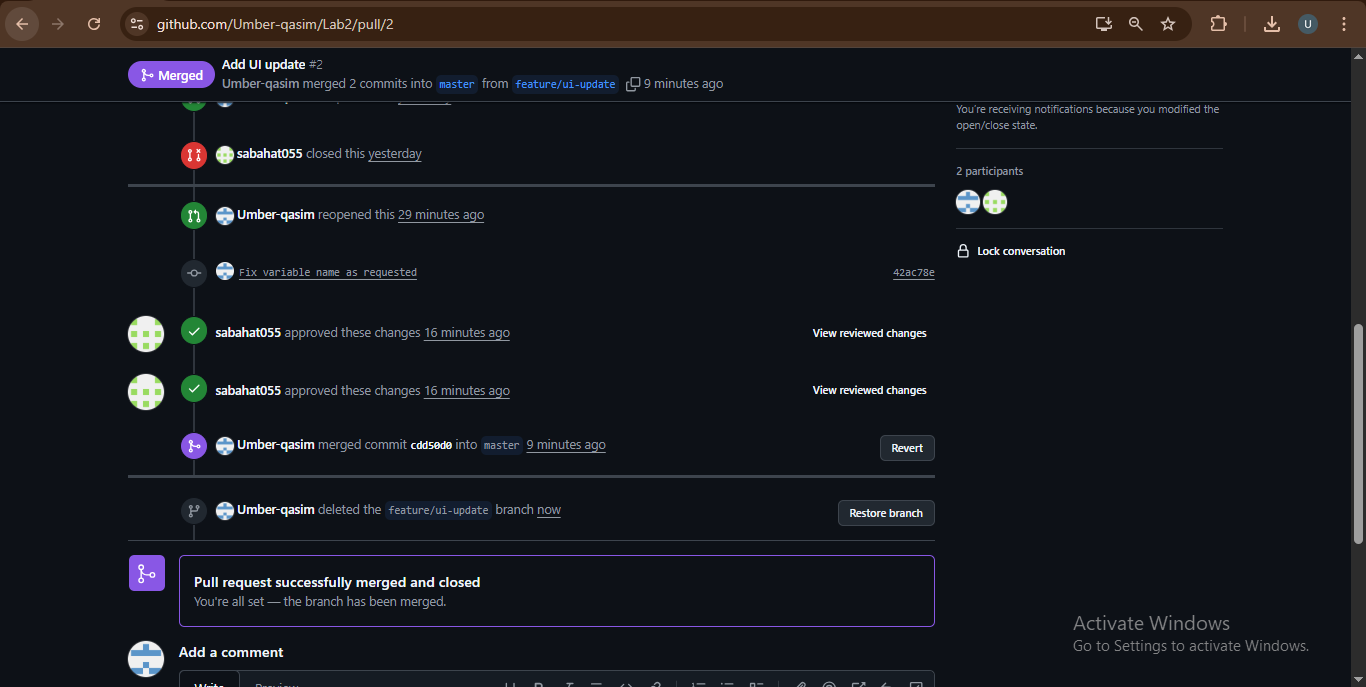 github.com/Umber-qasim/Lab2/pull/2
U
Merged
Add UI update #2
Umber-qasim merged 2 commits into master from feature/ui-update 9 minutes ago
You're receiving notifications because you modified the
open/close state.
sabahat055 closed this yesterday
2 participants
Umber-qasim reopened this 29 minutes ago
Lock conversation
Fix variable name as requested 42ac78e
sabahat055 approved these changes 16 minutes ago View reviewed changes
sabahat055 approved these changes 16 minutes ago View reviewed changes
Umber-qasim merged commit cdd50d0 into master 9 minutes ago Revert
Umber-qasim deleted the feature/ui-update branch now Restore branch
Pull request successfully merged and closed
You're all set — the branch has been merged.
Activate Windows
Go to Settings to activate Windows.
Add a comment
Write Preview